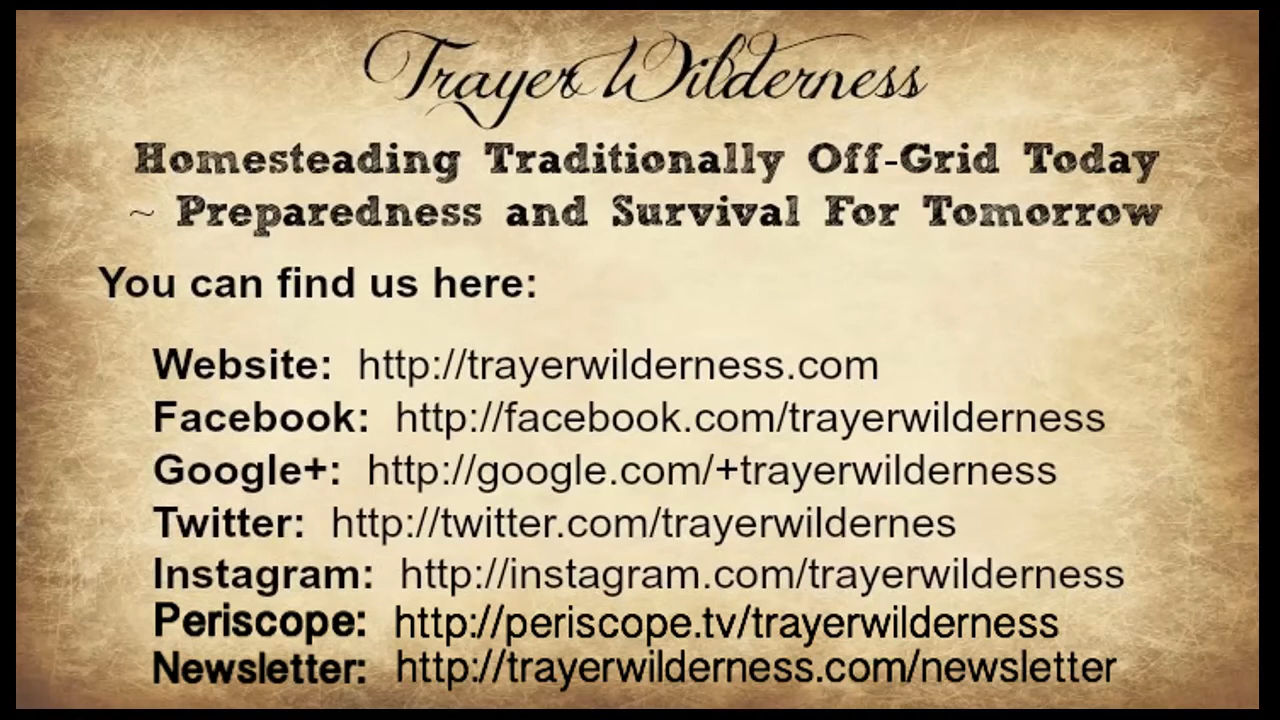 Trayer Wilderness
Homesteading Traditionally Off-Grid Today
~ Preparedness and Survival For Tomorrow
You can find us here:
Website: http://trayerwilderness.com
Facebook: http://facebook.com/trayerwilderness
Google+: http://google.com/+trayerwilderness
Twitter: http://twitter.com/trayerwildernes
Instagram: http://instagram.com/trayerwilderness
Periscope: http://periscope.tv/trayerwilderness
Newsletter: http://trayerwilderness.com/newsletter